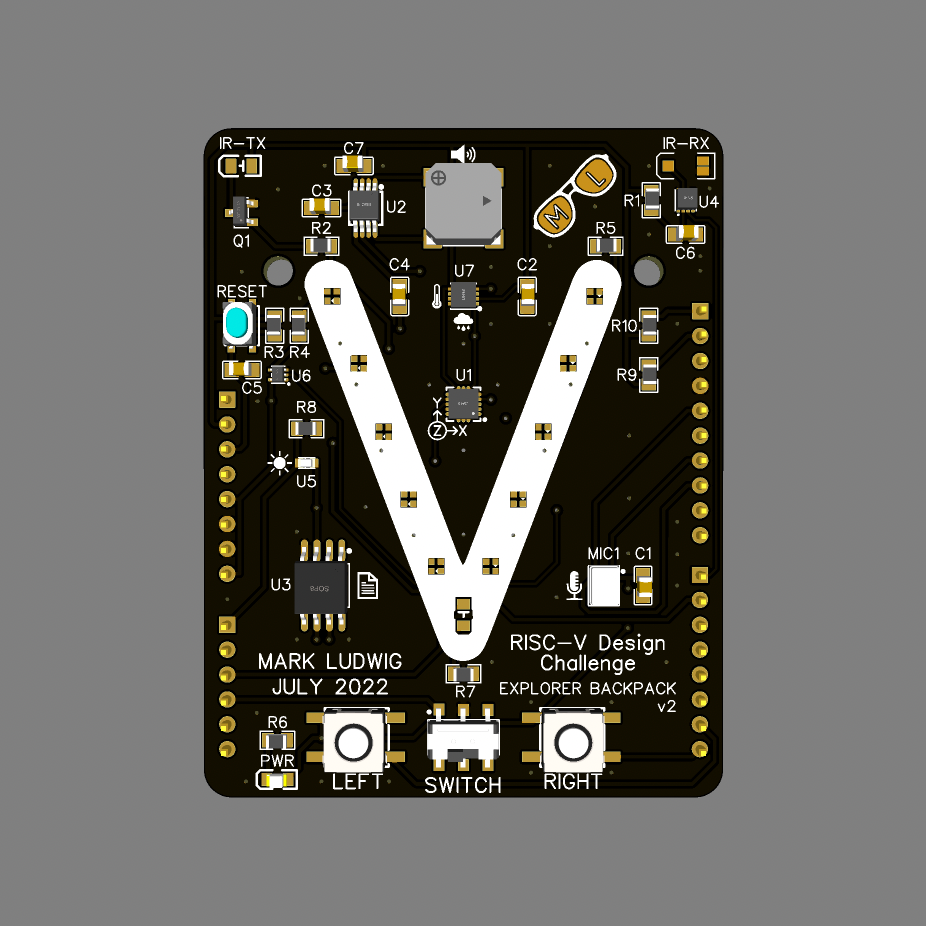 IR-TX
C7
IR-RX
C3
U2
M L
R1
U4
Q1
R2
R5
C6
C4
U7
C2
RESET
R10
R3 R4
C5
U6
R9
U1
Y
Z X
R8
U5
MIC1 C1
U3
SOP8
RISC-V Design
Challenge
MARK LUDWIG
JULY 2022
R7
EXPLORER BACKPACK
v2
R6
PWR
LEFT
SWITCH
RIGHT